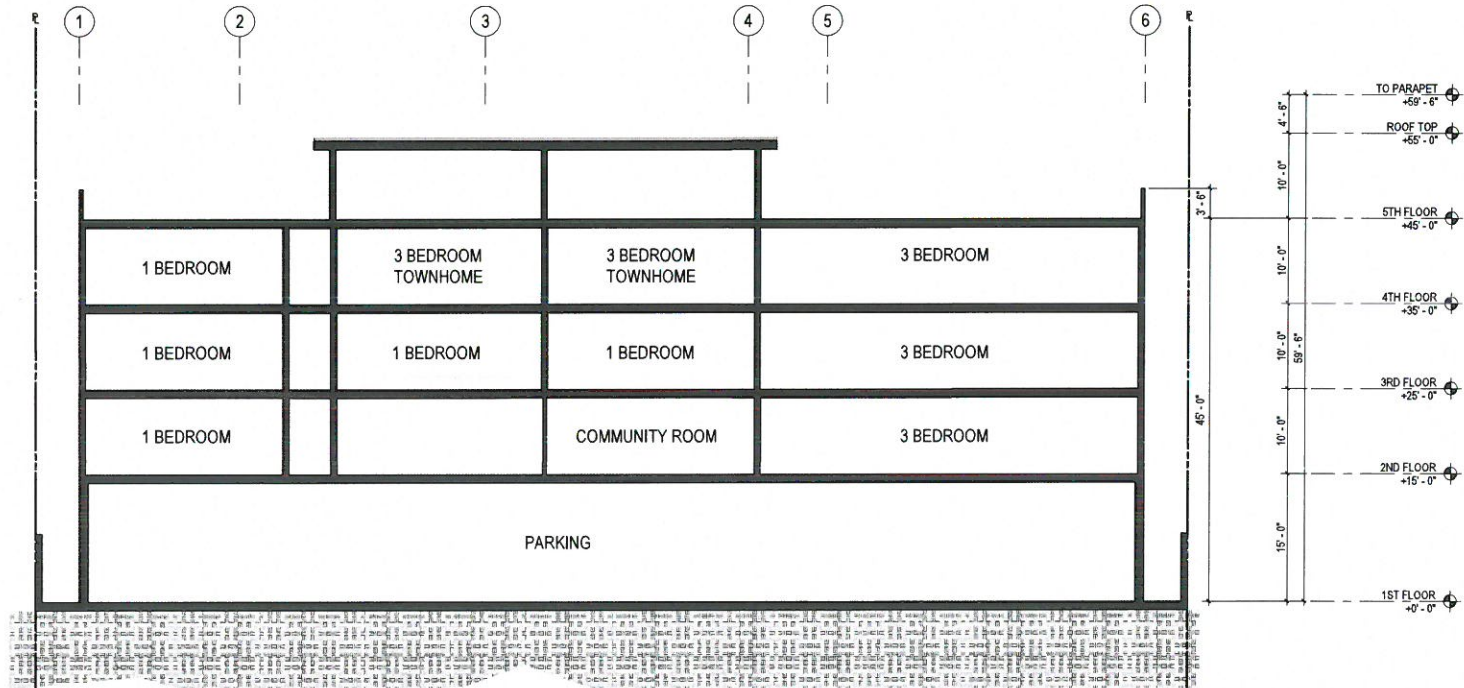 ℄ 1 2 3 4 5 6 ℄
TO PARAPET
+59' - 6"
4' - 6"
ROOF TOP
+55' - 0"
10' - 0"
3' - 6"
5TH FLOOR
+45' - 0"
1 BEDROOM
3 BEDROOM
TOWNHOME
3 BEDROOM
TOWNHOME
3 BEDROOM
10' - 0"
4TH FLOOR
+35' - 0"
1 BEDROOM
1 BEDROOM
1 BEDROOM
3 BEDROOM
10' - 0"
59' - 6"
3RD FLOOR
+25' - 0"
45' - 0"
1 BEDROOM
COMMUNITY ROOM
3 BEDROOM
10' - 0"
2ND FLOOR
+15' - 0"
PARKING
15' - 0"
1ST FLOOR
+0' - 0"